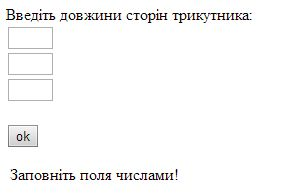 Введіть довжини сторін трикутника:
ok
Заповніть поля числами!